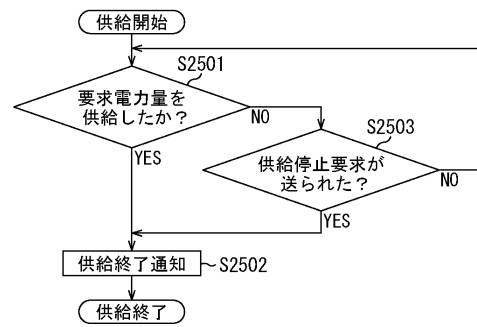 供給開始
S2501
要求電力量を
供給したか？
NO
YES
S2503
供給停止要求が
送られた？
NO
YES
供給終了通知
S2502
供給終了